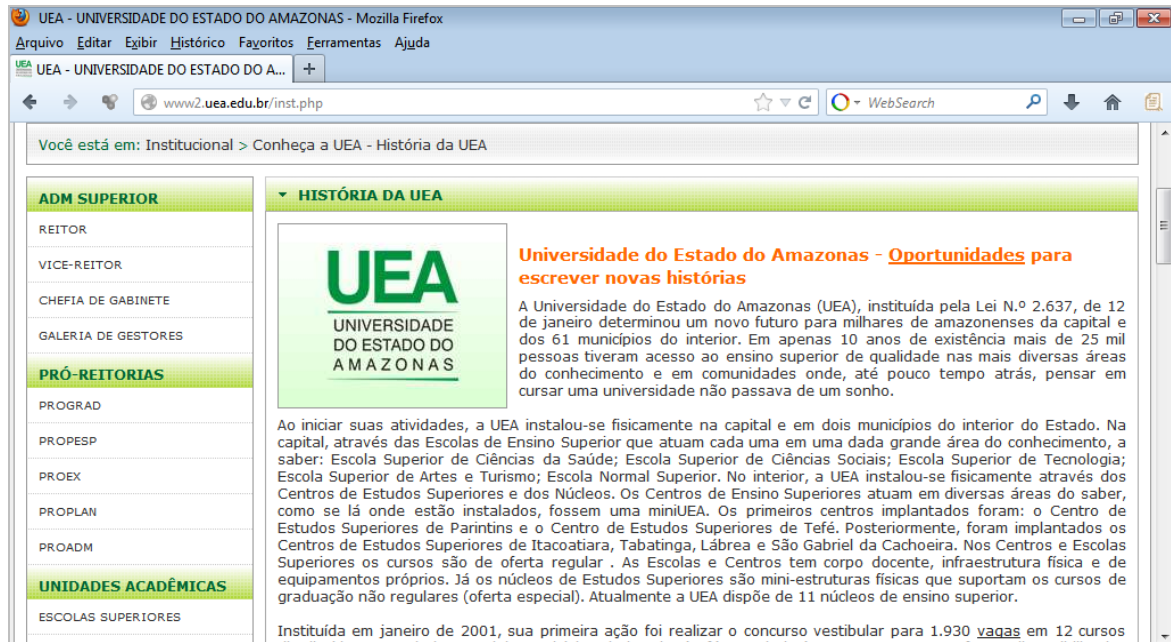 UEA - UNIVERSIDADE DO ESTADO DO AMAZONAS - Mozilla Firefox
Arquivo Editar Exibir Histórico Favoritos Ferramentas Ajuda
UEA UEA - UNIVERSIDADE DO ESTADO DO A... +
www2.uea.edu.br/inst.php WebSearch
Você está em: Institucional > Conheça a UEA - História da UEA
ADM SUPERIOR
REITOR
VICE-REITOR
CHEFIA DE GABINETE
GALERIA DE GESTORES
PRÓ-REITORIAS
PROGRAD
PROPESP
PROEX
PROPLAN
PROADM
UNIDADES ACADÊMICAS
ESCOLAS SUPERIORES
HISTÓRIA DA UEA
UEA
UNIVERSIDADE
DO ESTADO DO
AMAZONAS
Universidade do Estado do Amazonas - Oportunidades para
escrever novas histórias
A Universidade do Estado do Amazonas (UEA), instituída pela Lei N.º 2.637, de 12
de janeiro determinou um novo futuro para milhares de amazonenses da capital e
dos 61 municípios do interior. Em apenas 10 anos de existência mais de 25 mil
pessoas tiveram acesso ao ensino superior de qualidade nas mais diversas áreas
do conhecimento e em comunidades onde, até pouco tempo atrás, pensar em
cursar uma universidade não passava de um sonho.
Ao iniciar suas atividades, a UEA instalou-se fisicamente na capital e em dois municípios do interior do Estado. Na
capital, através das Escolas de Ensino Superior que atuam cada uma em uma dada grande área do conhecimento, a
saber: Escola Superior de Ciências da Saúde; Escola Superior de Ciências Sociais; Escola Superior de Tecnologia;
Escola Superior de Artes e Turismo; Escola Normal Superior. No interior, a UEA instalou-se fisicamente através dos
Centros de Estudos Superiores e dos Núcleos. Os Centros de Ensino Superiores atuam em diversas áreas do saber,
como se lá onde estão instalados, fossem uma miniUEA. Os primeiros centros implantados foram: o Centro de
Estudos Superiores de Parintins e o Centro de Estudos Superiores de Tefé. Posteriormente, foram implantados os
Centros de Estudos Superiores de Itacoatiara, Tabatinga, Lábrea e São Gabriel da Cachoeira. Nos Centros e Escolas
Superiores os cursos são de oferta regular . As Escolas e Centros tem corpo docente, infraestrutura física e de
equipamentos próprios. Já os núcleos de Estudos Superiores são mini-estruturas físicas que suportam os cursos de
graduação não regulares (oferta especial). Atualmente a UEA dispõe de 11 núcleos de ensino superior.
Instituída em janeiro de 2001, sua primeira ação foi realizar o concurso vestibular para 1.930 vagas em 12 cursos